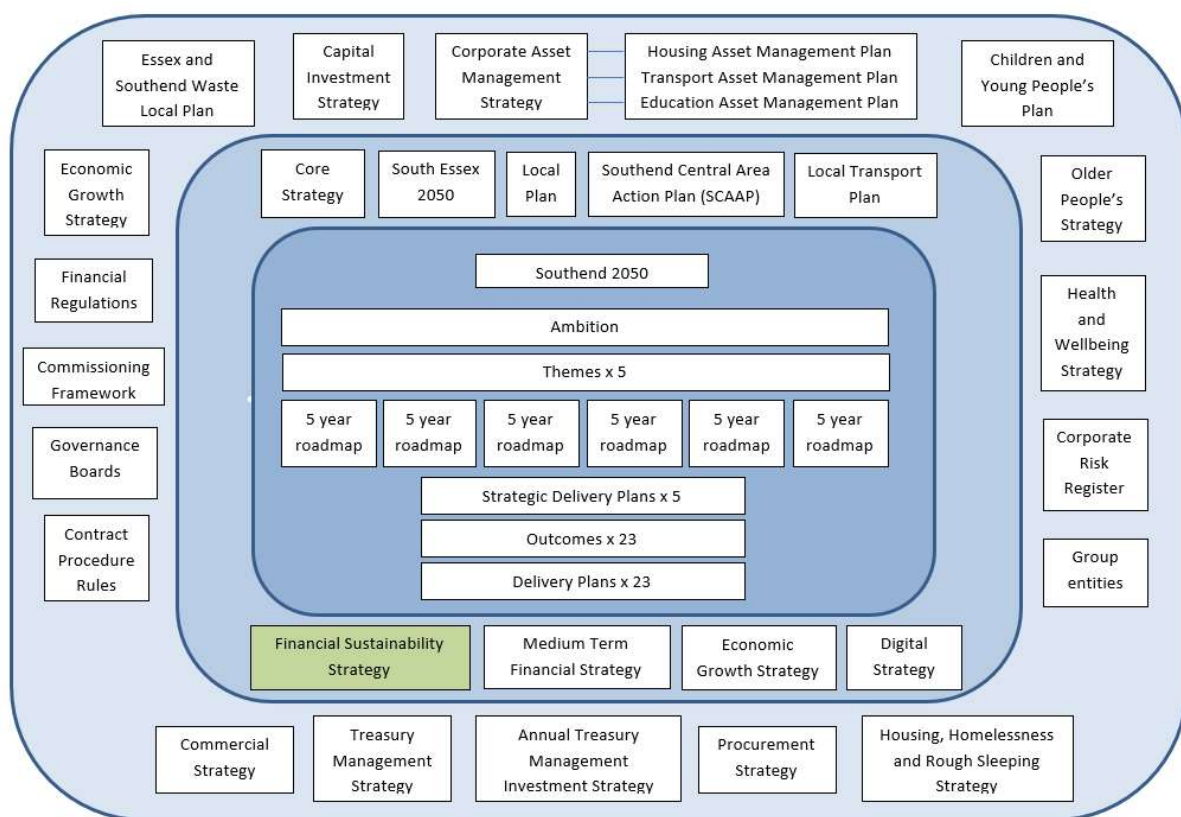 Essex and
Southend Waste
Local Plan
Capital
Investment
Strategy
Corporate Asset
Management
Strategy
Housing Asset Management Plan
Transport Asset Management Plan
Education Asset Management Plan
Children and
Young People's
Plan
Economic
Growth
Strategy
Financial
Regulations
Commissioning
Framework
Governance
Boards
Contract
Procedure
Rules
Core
Strategy
South Essex
2050
Local
Plan
Southend Central Area
Action Plan (SCAAP)
Local Transport
Plan
Older
People's
Strategy
Health
and
Wellbeing
Strategy
Corporate
Risk
Register
Group
entities
Southend 2050
Ambition
Themes x 5
5 year
roadmap
5 year
roadmap
5 year
roadmap
5 year
roadmap
5 year
roadmap
5 year
roadmap
Strategic Delivery Plans x 5
Outcomes x 23
Delivery Plans x 23
Financial Sustainability
Strategy
Medium Term
Financial Strategy
Economic
Growth Strategy
Digital
Strategy
Commercial
Strategy
Treasury
Management
Strategy
Annual Treasury
Management
Investment Strategy
Procurement
Strategy
Housing, Homelessness
and Rough Sleeping
Strategy